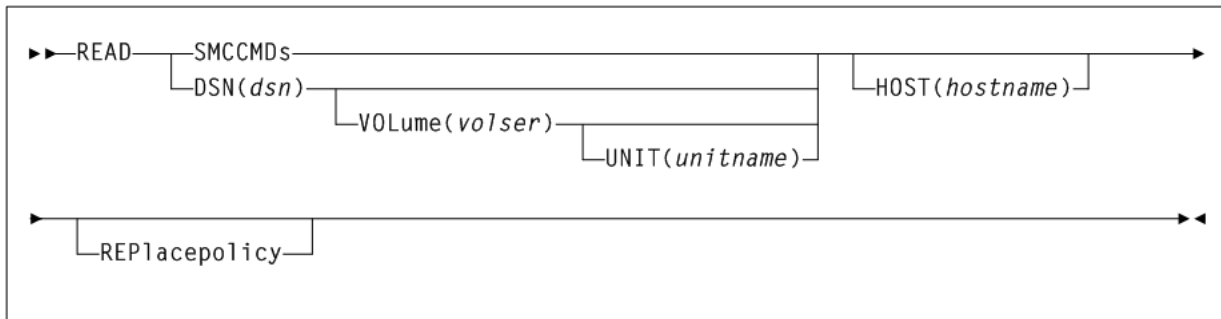 READ SMCCMDs
DSN(dsn) HOST(hostname)
VOLume(volser)
UNIT(unitname)
REPlacepolicy